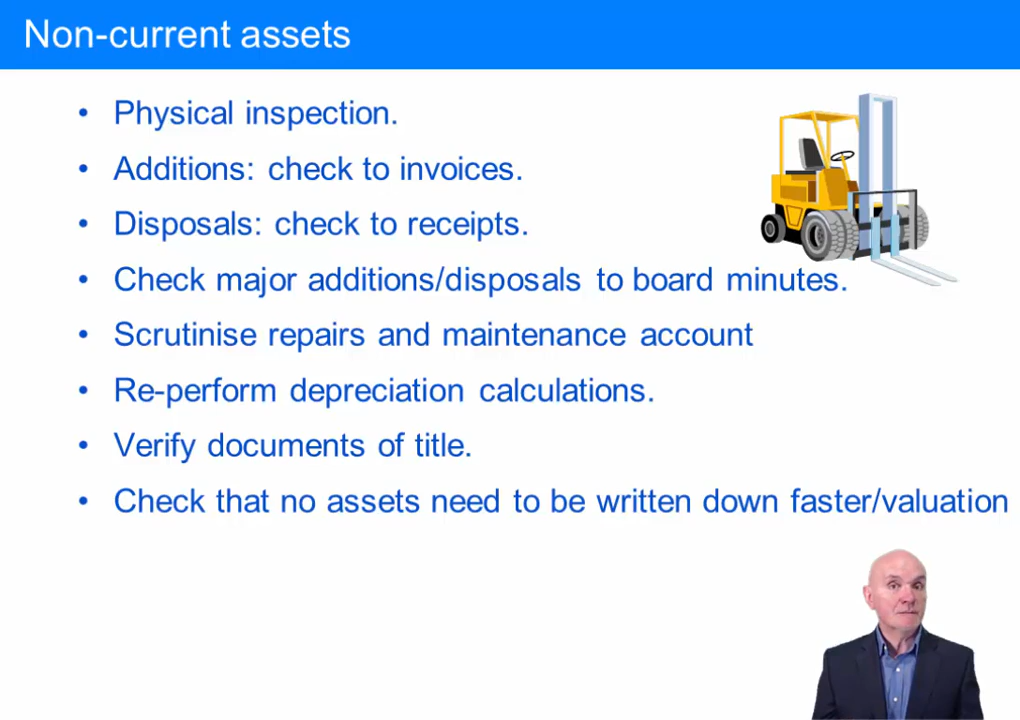 Non-current assets
• Physical inspection.
• Additions: check to invoices.
• Disposals: check to receipts.
• Check major additions/disposals to board minutes.
• Scrutinise repairs and maintenance account
• Re-perform depreciation calculations.
• Verify documents of title.
• Check that no assets need to be written down faster/valuation